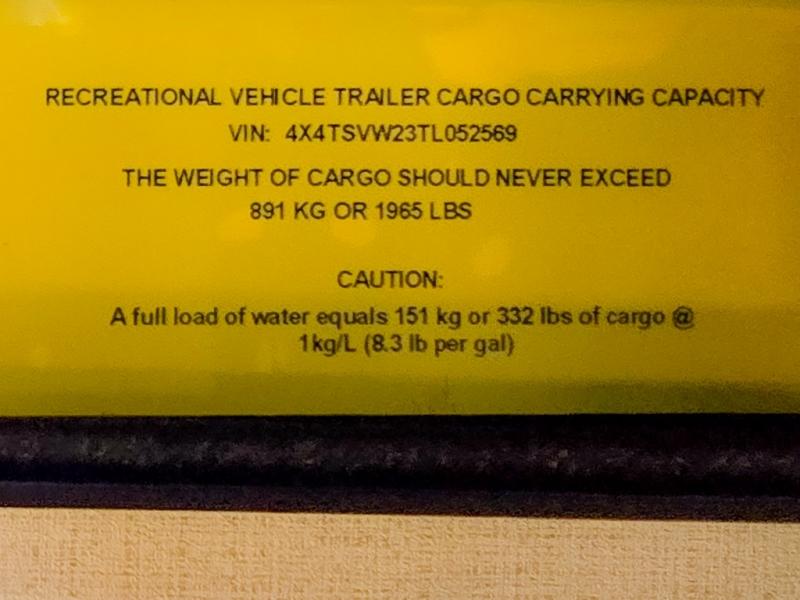 RECREATIONAL VEHICLE TRAILER CARGO CARRYING CAPACITY
VIN: 4X4TSVW23TL052569
THE WEIGHT OF CARGO SHOULD NEVER EXCEED
891 KG OR 1965 LBS
CAUTION:
A full load of water equals 151 kg or 332 lbs of cargo @
1kg/L (8.3 lb per gal)